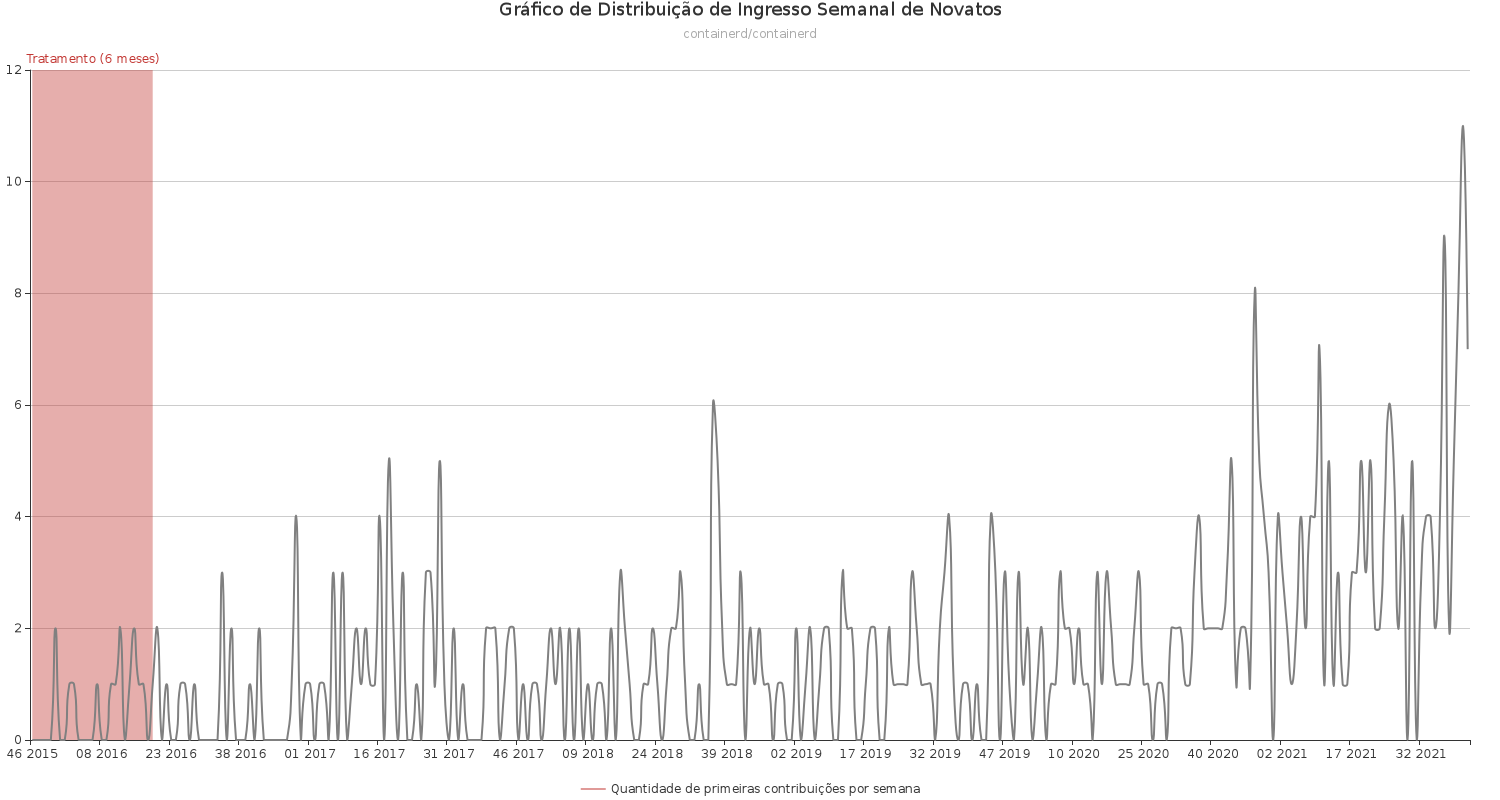 Gráfico de Distribuição de Ingresso Semanal de Novatos
containerd/containerd
Tratamento (6 meses)
12
10
8
6
4
2
0
46 2015 08 2016 23 2016 38 2016 01 2017 16 2017 31 2017 46 2017 09 2018 24 2018 39 2018 02 2019 17 2019 32 2019 47 2019 10 2020 25 2020 40 2020 02 2021 17 2021 32 2021
Quantidade de primeiras contribuições por semana